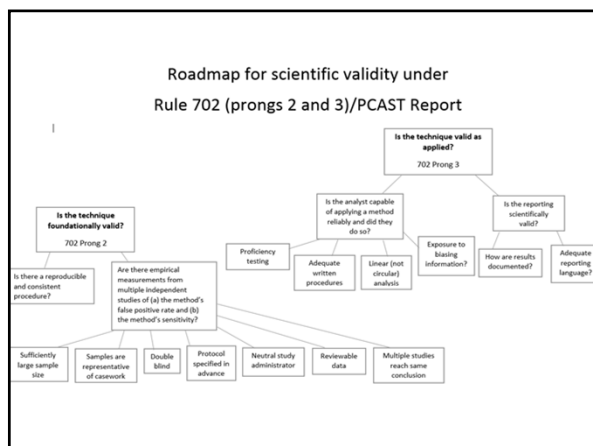 Roadmap for scientific validity under
Rule 702 (prongs 2 and 3)/PCAST Report
Is the technique valid as
applied?
702 Prong 3
Is the analyst capable of
applying a method
reliably and did they
do so?
Is the reporting
scientifically
valid?
Proficiency
testing
Adequate
written
procedures
Linear (not
circular)
analysis
Exposure to
biasing
information?
How are results
documented?
Adequate
reporting
language?
Is the technique
foundationally valid?
702 Prong 2
Is there a reproducible
and consistent
procedure?
Are there empirical
measurements from
multiple independent
studies of (a) the method's
false positive rate and (b)
the method's sensitivity?
Sufficiently
large sample
size
Samples are
representative
of casework
Double
blind
Protocol
specified in
advance
Neutral study
administrator
Reviewable
data
Multiple studies
reach same
conclusion